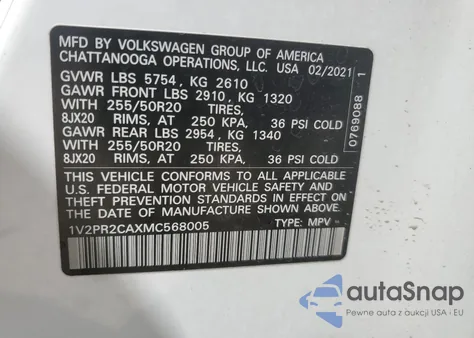 MFD BY VOLKSWAGEN GROUP OF AMERICA
CHATTANOOGA OPERATIONS, LLC. USA 02/2021
GVWR LBS 5754 , KG 2610
GAWR FRONT LBS 2910 , KG 1320
WITH 255/50R20 TIRES,
8JX20 RIMS, AT 250 KPA, 36 PSI COLD
GAWR REAR LBS 2954 , KG 1340
WITH 255/50R20 TIRES,
8JX20 RIMS, AT 250 KPA, 36 PSI COLD
THIS VEHICLE CONFORMS TO ALL APPLICABLE
U.S. FEDERAL MOTOR VEHICLE SAFETY AND
THEFT PREVENTION STANDARDS IN EFFECT ON
THE DATE OF MANUFACTURE SHOWN ABOVE.
1V2PR2CAXMC568005 TYPE: MPV
0769088 1
autoSnap
Pewne auta z aukcji USA - EU